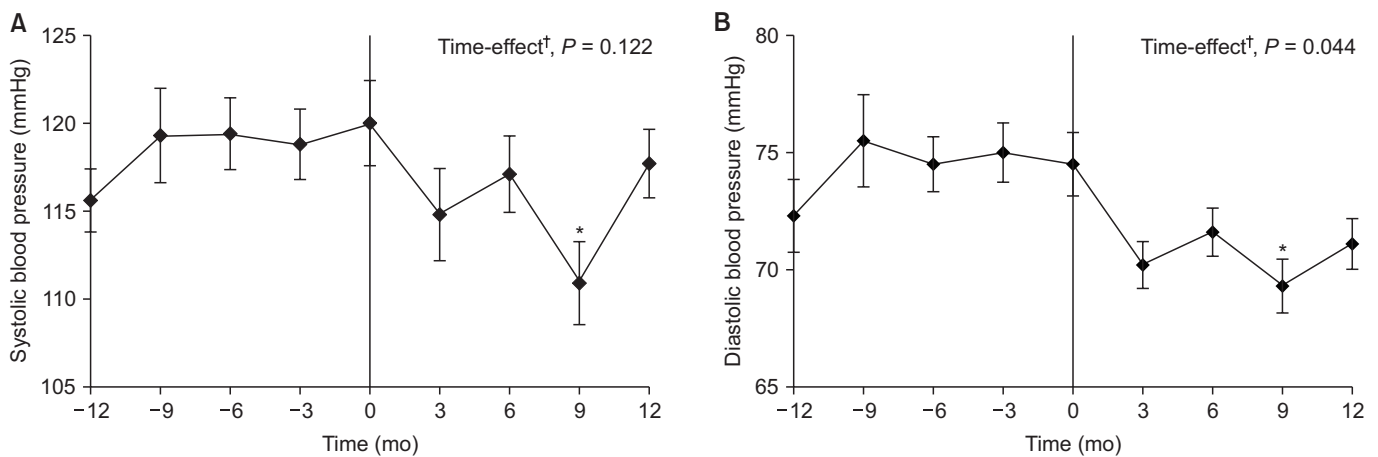 A
Systolic blood pressure (mmHg)
125
120
115
110
105
Time-effect†, P = 0.122
*
−12 −9 −6 −3 0 3 6 9 12
Time (mo)
B
Diastolic blood pressure (mmHg)
80
75
70
65
Time-effect†, P = 0.044
*
−12 −9 −6 −3 0 3 6 9 12
Time (mo)